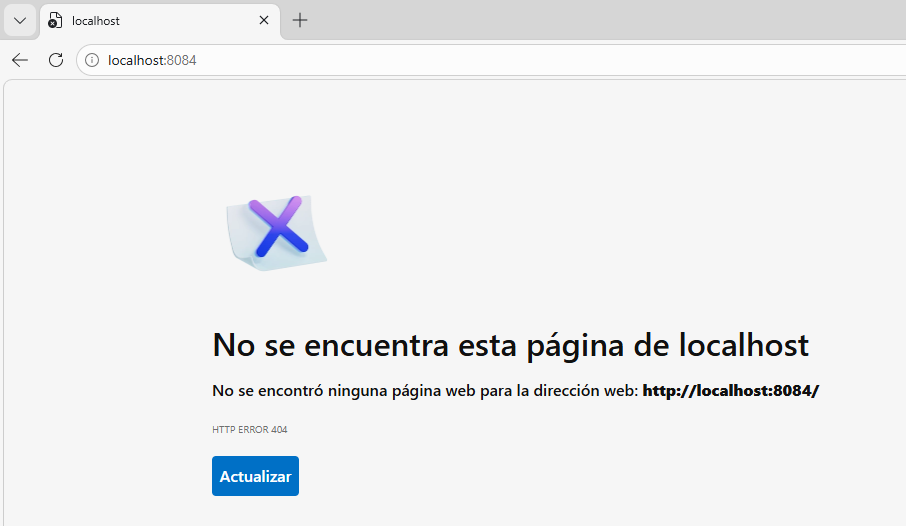 localhost
localhost:8084
No se encuentra esta página de localhost
No se encontró ninguna página web para la dirección web: http://localhost:8084/
HTTP ERROR 404
Actualizar